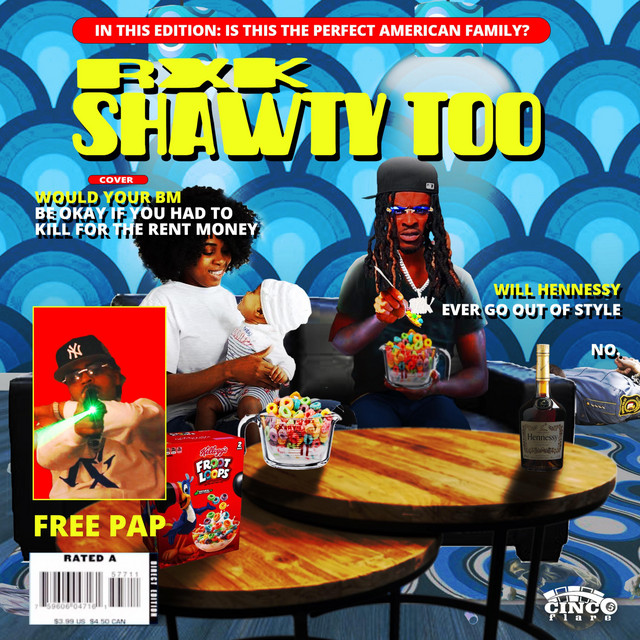 IN THIS EDITION: IS THIS THE PERFECT AMERICAN FAMILY?
RXK
SHAWTY TOO
COVER
WOULD YOUR BM
BE OKAY IF YOU HAD TO
KILL FOR THE RENT MONEY
WILL HENNESSY
EVER GO OUT OF STYLE
NO.
NY
Kellogg's
FROOT
LOOPS
Hennessy
FREE PAP
RATED A
57711
DIRECT EDITION
$3.99 US $4.50 CAN
CINCO
flare